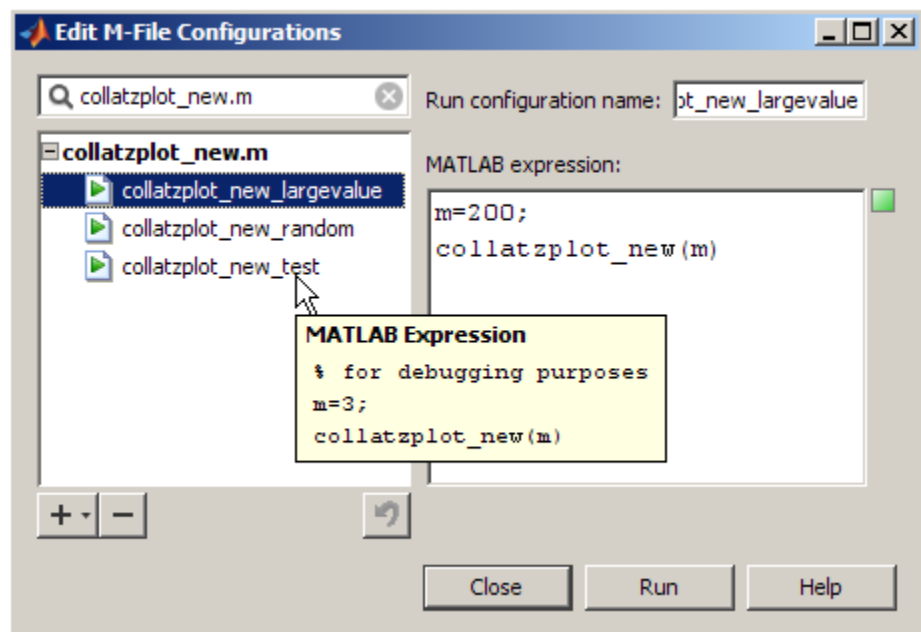 Edit M-File Configurations
collatzplot_new.m
Run configuration name: ot_new_largevalue
collatzplot_new.m
MATLAB expression:
collatzplot_new_largevalue
m=200;
collatzplot_new_random
collatzplot_new(m)
collatzplot_new_test
MATLAB Expression
% for debugging purposes
m=3;
collatzplot_new(m)
Close
Run
Help